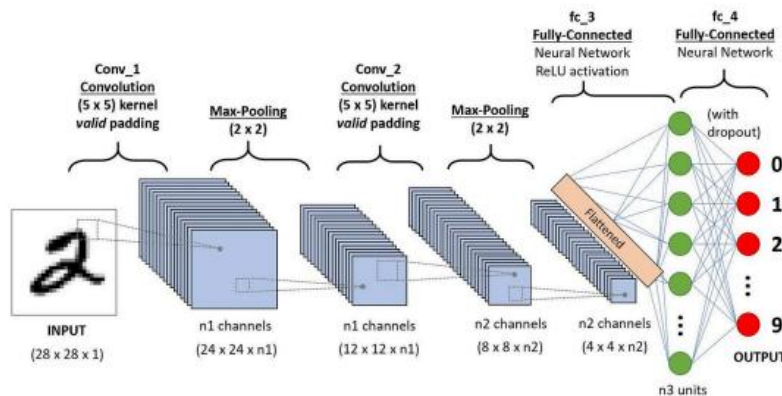 fc_3
Fully-Connected
Neural Network
ReLU activation
fc_4
Fully-Connected
Neural Network
Conv_1
Convolution
(5 x 5) kernel
valid padding
Max-Pooling
(2 x 2)
Conv_2
Convolution
(5 x 5) kernel
valid padding
Max-Pooling
(2 x 2)
(with
dropout)
Flattened
0
1
2
9
INPUT
(28 x 28 x 1)
n1 channels
(24 x 24 x n1)
n1 channels
(12 x 12 x n1)
n2 channels
(8 x 8 x n2)
n2 channels
(4 x 4 x n2)
OUTPUT
n3 units